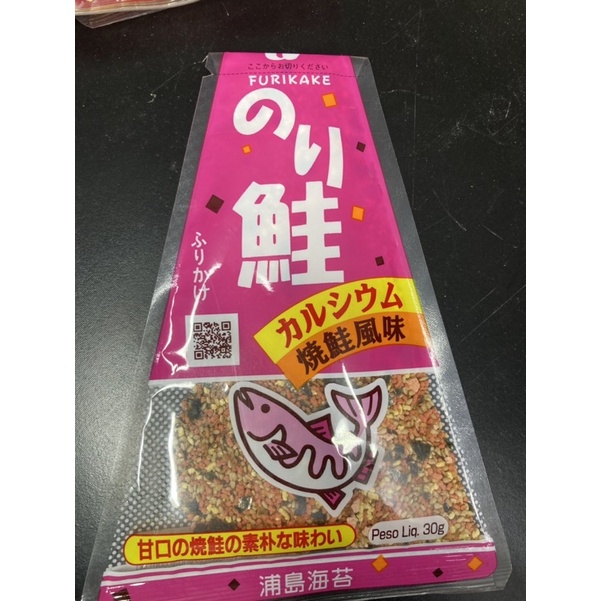 ここからお切りください
FURIKAKE
のり
鮭
ふりかけ
カルシウム
焼鮭風味
甘口の焼鮭の素朴な味わい
Peso Liq. 30g
浦島海苔